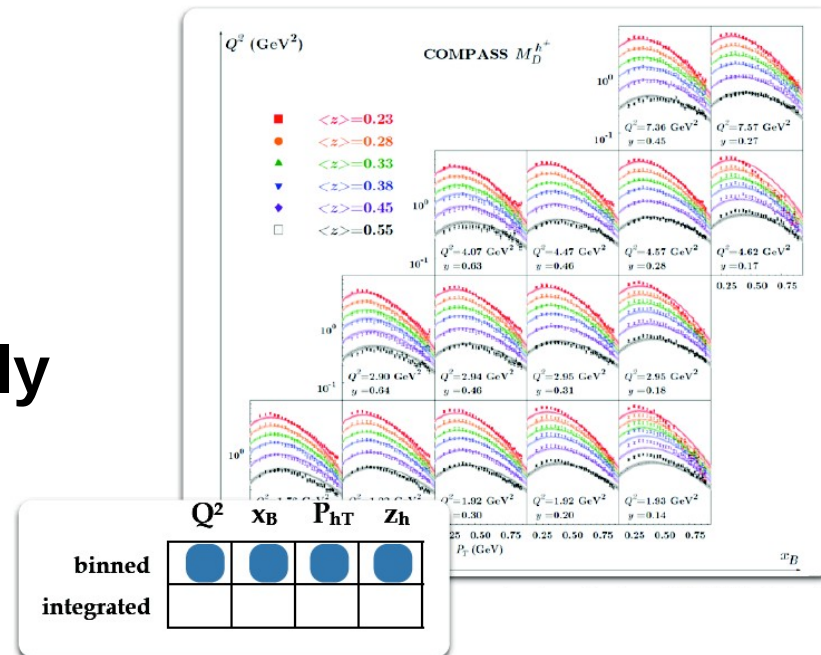 Q² (GeV²)
COMPASS M_D^{h+}
<z>=0.23
<z>=0.28
<z>=0.33
<z>=0.38
<z>=0.45
<z>=0.55
10⁰
10⁻¹
Q²=7.36 GeV²
y=0.45
Q²=7.57 GeV²
y=0.27
10⁰
10⁻¹
Q²=4.07 GeV²
y=0.63
Q²=4.47 GeV²
y=0.46
Q²=4.57 GeV²
y=0.28
Q²=4.62 GeV²
y=0.17
0.25 0.50 0.75
10⁰
10⁻¹
Q²=2.90 GeV²
y=0.64
Q²=2.94 GeV²
y=0.46
Q²=2.95 GeV²
y=0.31
Q²=2.95 GeV²
y=0.18
ly
10⁰
1.92 GeV²
0.30
Q²=1.92 GeV²
y=0.20
Q²=1.93 GeV²
y=0.14
25 0.50 0.75 0.25 0.50 0.75 0.25 0.50 0.75
P_T (GeV)
x_B
Q² x_B P_hT z_h
binned
integrated